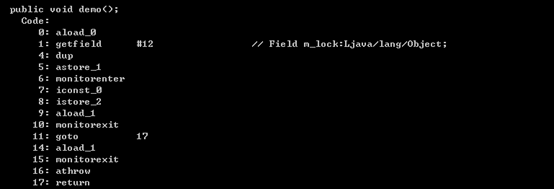 public void demo();
Code:
0: aload_0
1: getfield #12 // Field m_lock:Ljava/lang/Object;
4: dup
5: astore_1
6: monitorenter
7: iconst_0
8: istore_2
9: aload_1
10: monitorexit
11: goto 17
14: aload_1
15: monitorexit
16: athrow
17: return